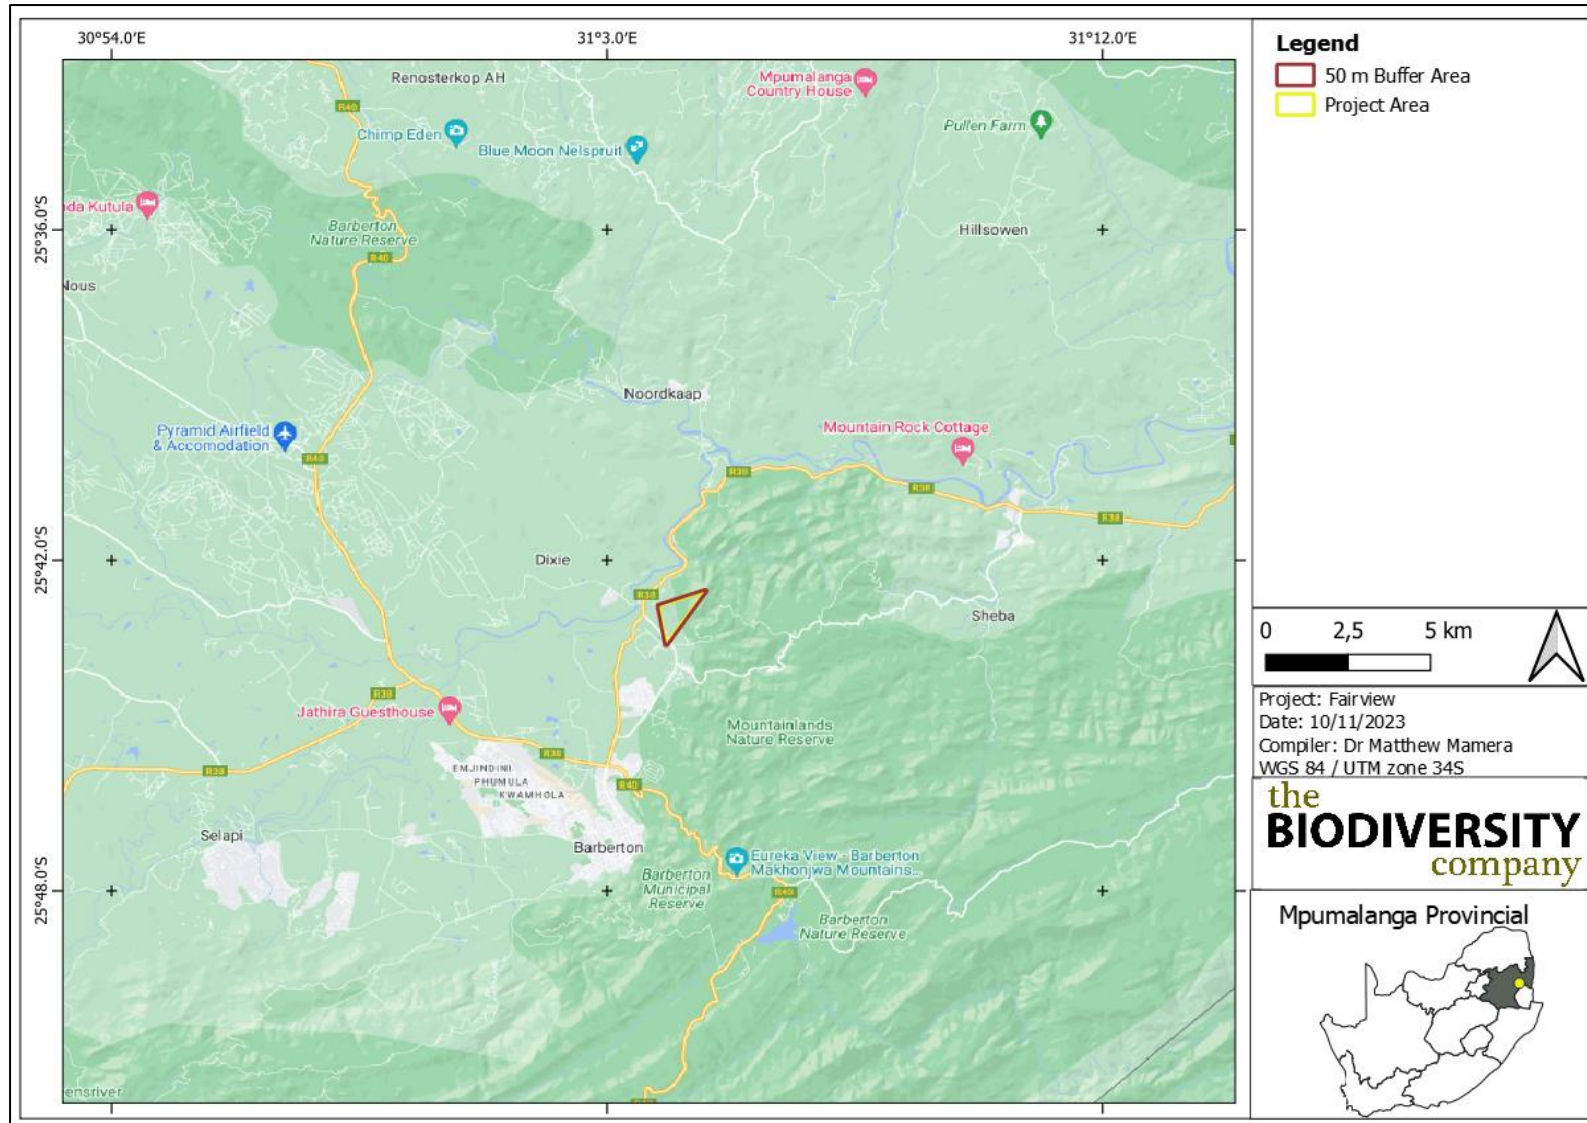 30°54.0'E
31°3.0'E
31°12.0'E
25°36.0'S
25°42.0'S
25°48.0'S
Renosterkop AH
Mpumalanga
Country House
R40
Chimp Eden
Blue Moon Nelspruit
Pullen Farm
nda Kutula
Barberton
Nature Reserve
R40
Hillsowen
Nous
Noordkaap
Pyramid Airfield
& Accomodation
R40
Mountain Rock Cottage
R38
R38
R38
Dixie
R38
Sheba
R38
Jathira Guesthouse
Mountainlands
Nature Reserve
R38
R38
EMJINDINI
PHUMULA
KWAMHOLA
R40
Selapi
Barberton
Eureka View - Barberton
Makhonjwa Mountains...
Barberton
Municipal
Reserve
R40
Barberton
Nature Reserve
ensriver
Legend
50 m Buffer Area
Project Area
0 2,5 5 km
Project: Fairview
Date: 10/11/2023
Compiler: Dr Matthew Mamera
WGS 84 / UTM zone 34S
the
BIODIVERSITY
company
Mpumalanga Provincial